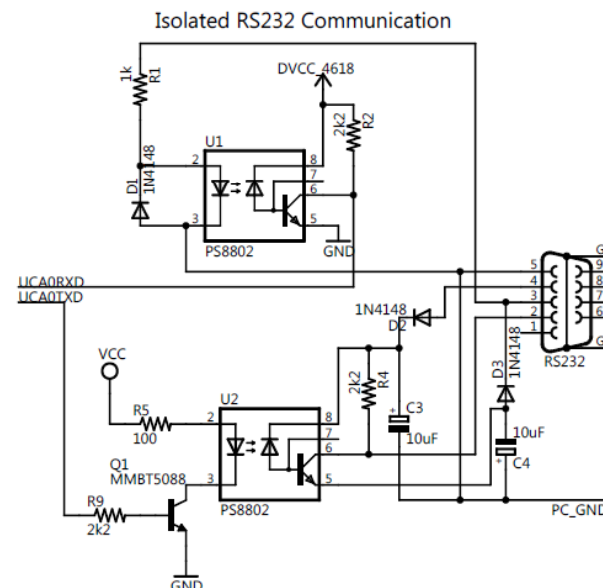 Isolated RS232 Communication
1k
R1
DVCC_4618
2k2
R2
U1
D1
1N4148
2
3
8
7
6
5
PS8802
GND
UCA0RXD
UCA0TXD
1N4148
D2
5
4
3
2
1
9
8
7
6
G
G
RS232
D3
1N4148
VCC
R5
100
U2
2
3
8
7
6
5
PS8802
2k2
R4
+
C3
10uF
10uF
+
C4
Q1
MMBT5088
R9
2k2
GND
PC_GND